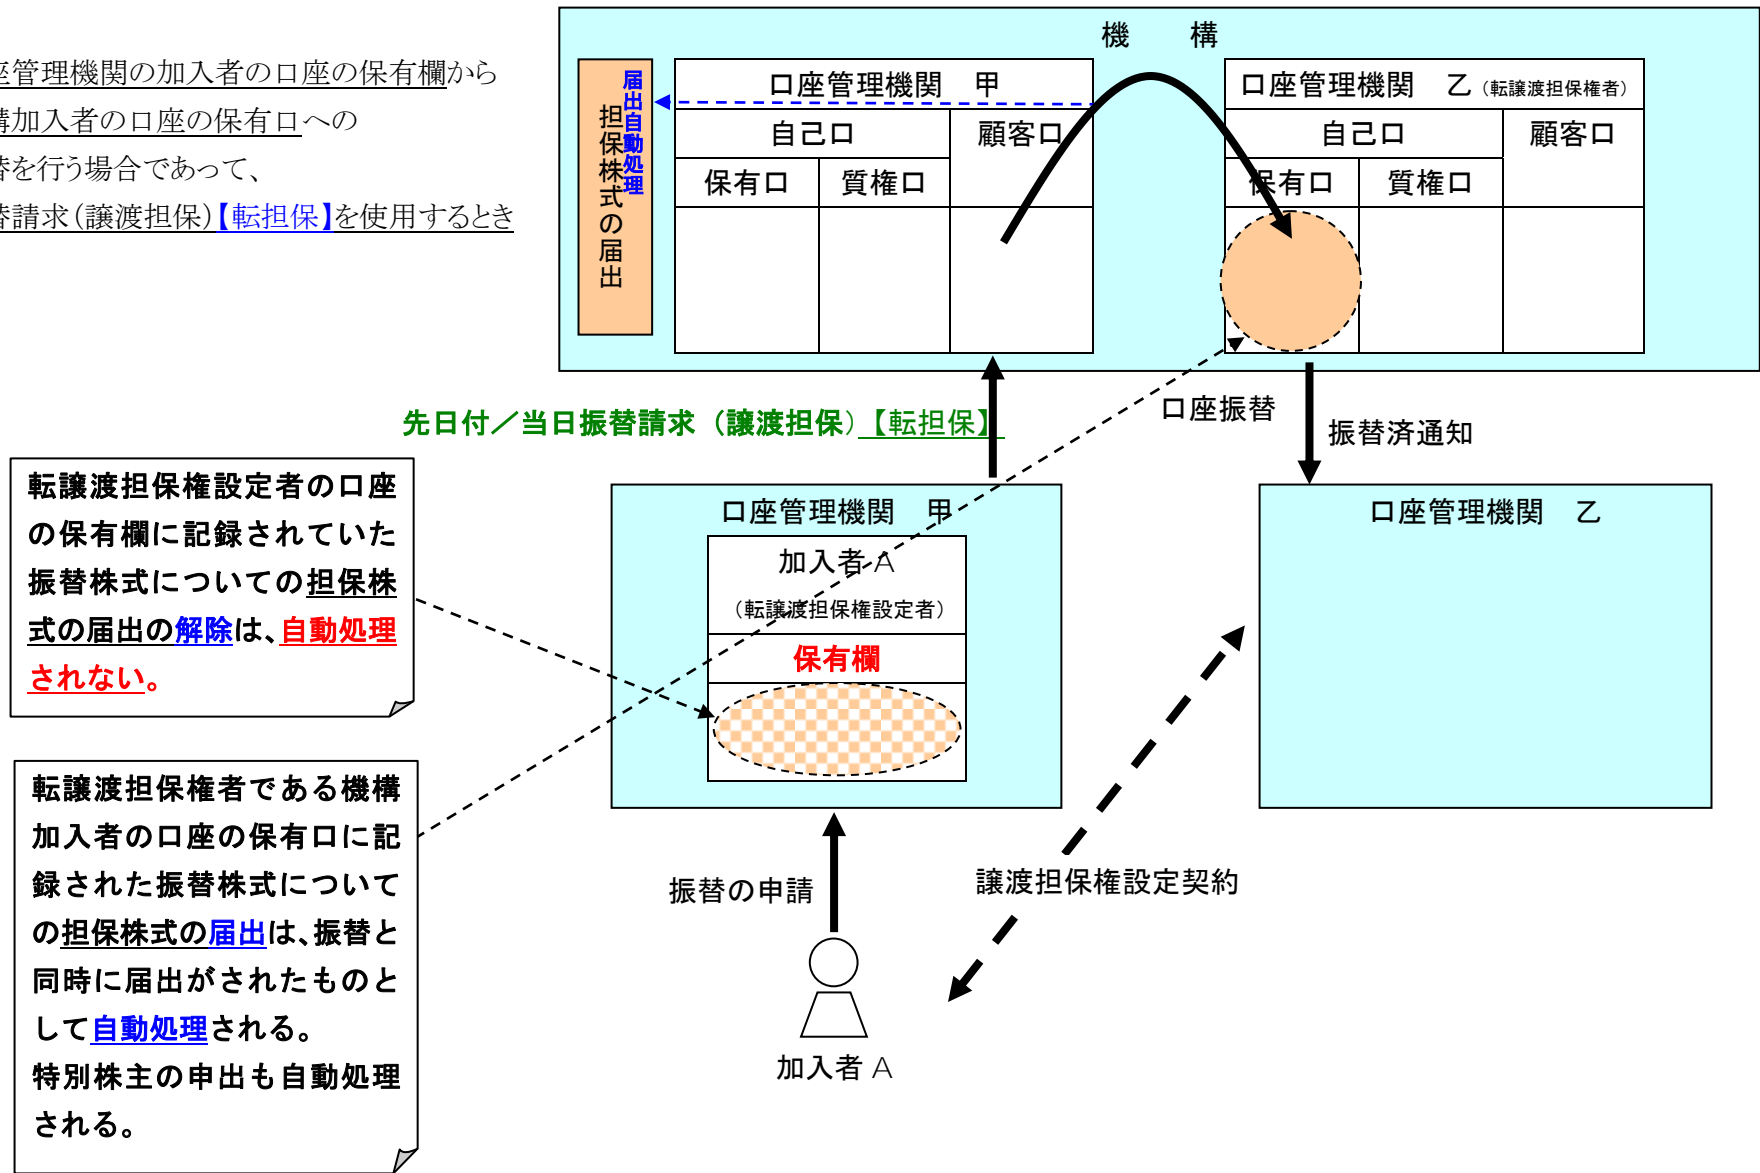 座管理機関の加入者の口座の保有欄から
構加入者の口座の保有口への
替を行う場合であって、
替請求（譲渡担保）【転担保】を使用するとき
機　構
担保株式の届出
届出自動処理
口座管理機関　甲
自己口
顧客口
保有口
質権口
口座管理機関　乙（転譲渡担保権者）
自己口
顧客口
保有口
質権口
先日付／当日振替請求（譲渡担保）【転担保】
口座振替
振替済通知
転譲渡担保権設定者の口座
の保有欄に記録されていた
振替株式についての担保株
式の届出の解除は、自動処理
されない。
口座管理機関　甲
加入者Ａ
（転譲渡担保権設定者）
保有欄
口座管理機関　乙
転譲渡担保権者である機構
加入者の口座の保有口に記
録された振替株式について
の担保株式の届出は、振替と
同時に届出がされたものと
して自動処理される。
特別株主の申出も自動処理
される。
振替の申請
譲渡担保権設定契約
加入者Ａ